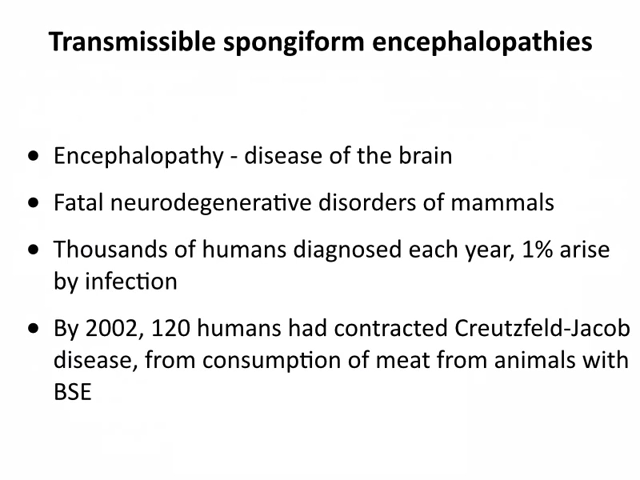 Transmissible spongiform encephalopathies
• Encephalopathy - disease of the brain
• Fatal neurodegenerative disorders of mammals
• Thousands of humans diagnosed each year, 1% arise
by infection
• By 2002, 120 humans had contracted Creutzfeld-Jacob
disease, from consumption of meat from animals with
BSE